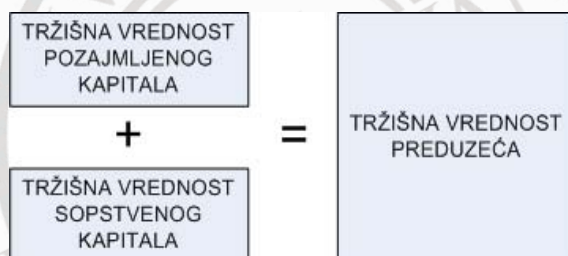 TRŽIŠNA VREDNOST
POZAJMLJENOG
KAPITALA
+
TRŽIŠNA VREDNOST
SOPSTVENOG
KAPITALA
=
TRŽIŠNA VREDNOST
PREDUZEĆA